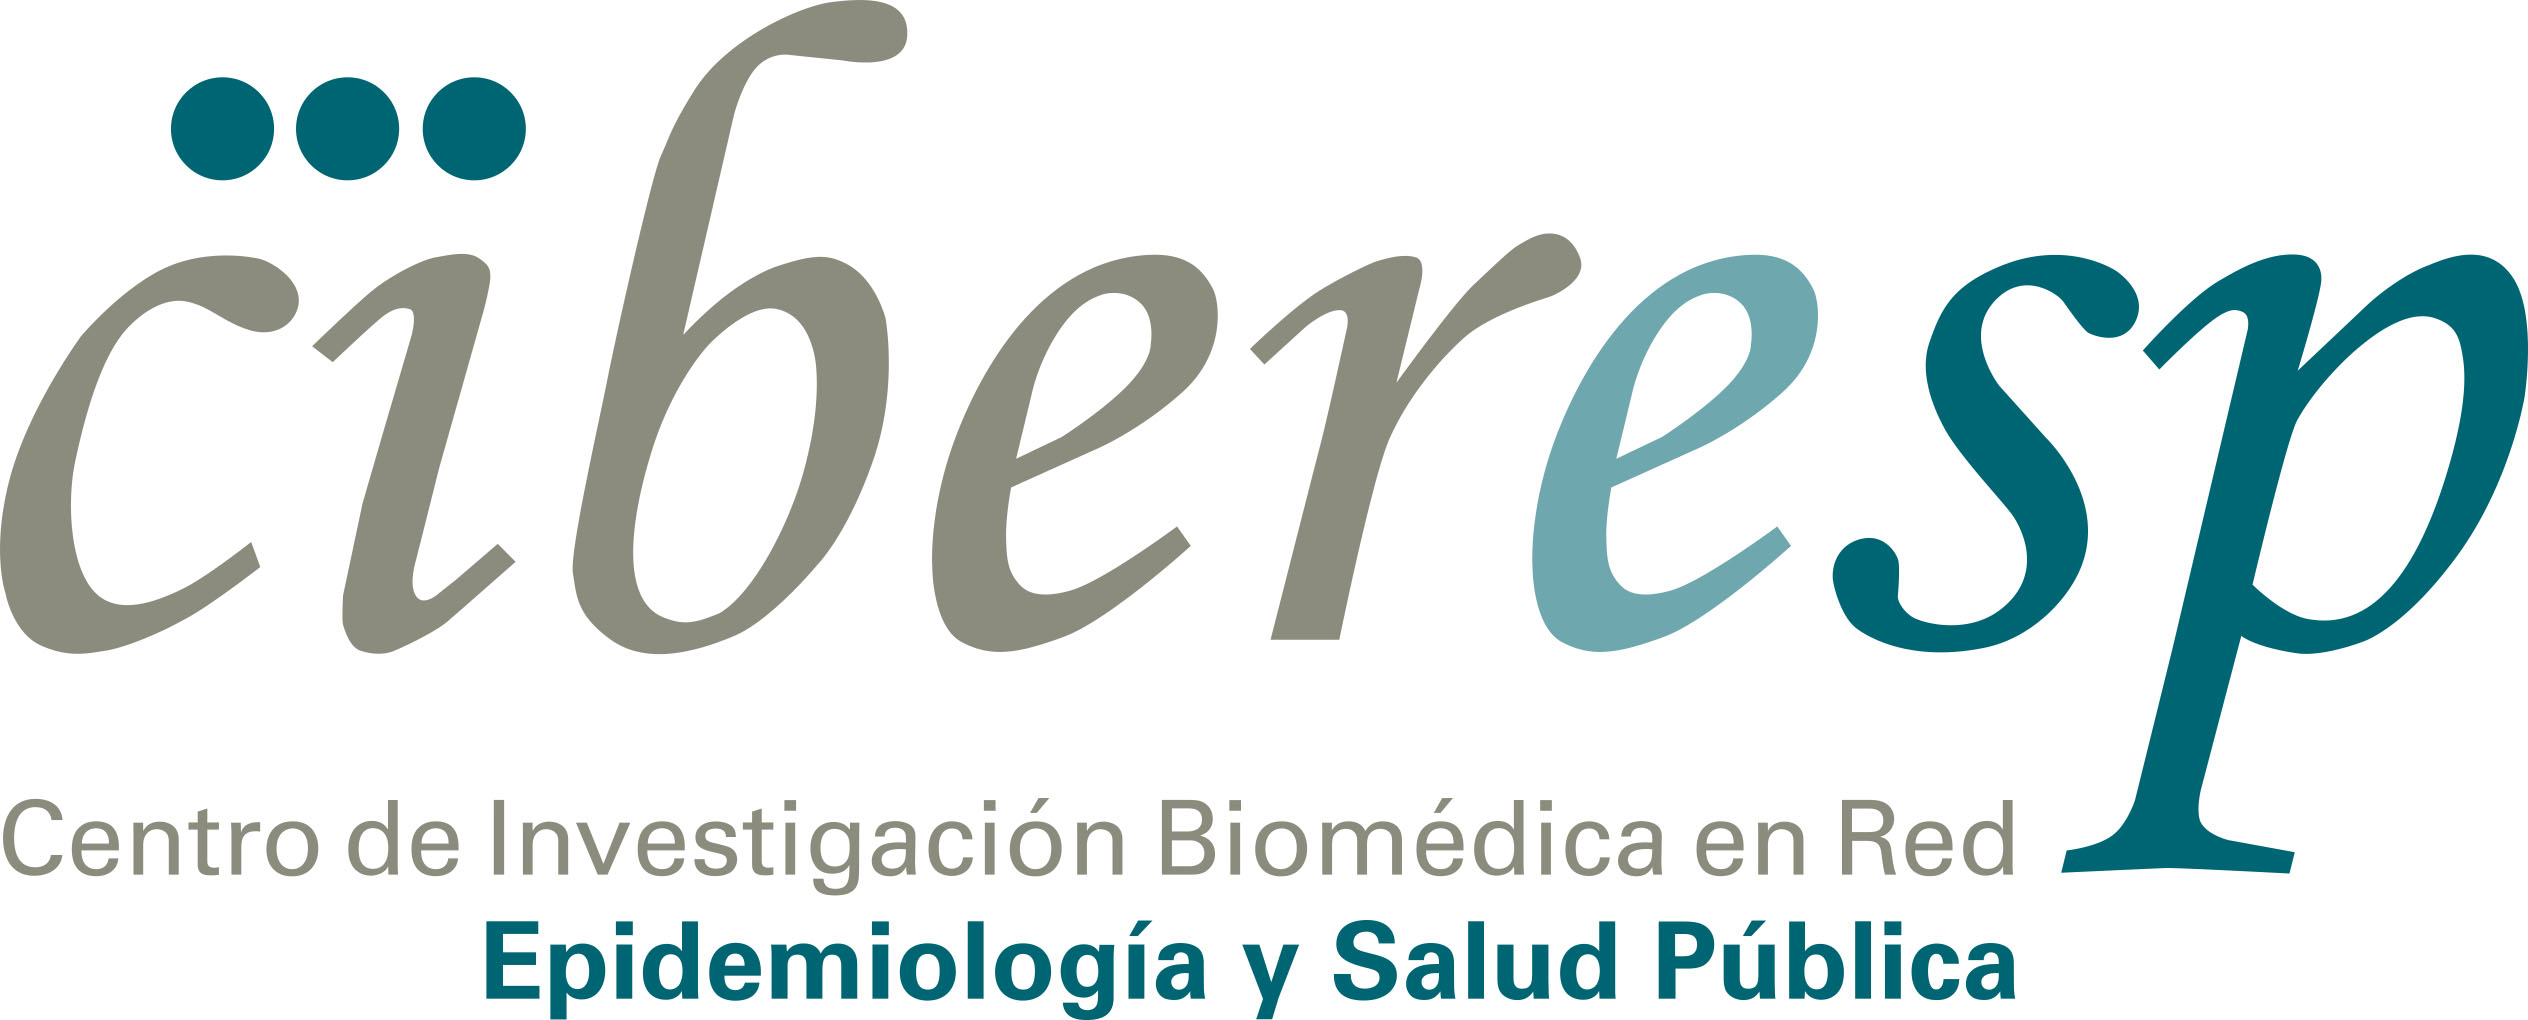 ciberesp
Centro de Investigación Biomédica en Red
Epidemiología y Salud Pública